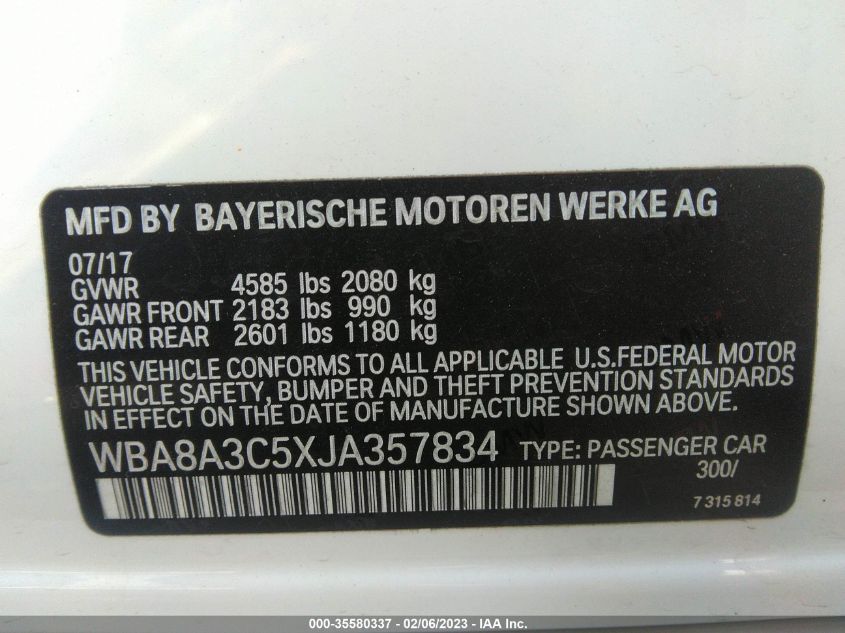 MFD BY BAYERISCHE MOTOREN WERKE AG
07/17
GVWR 4585 lbs 2080 kg
GAWR FRONT 2183 lbs 990 kg
GAWR REAR 2601 lbs 1180 kg
THIS VEHICLE CONFORMS TO ALL APPLICABLE U.S.FEDERAL MOTOR
VEHICLE SAFETY, BUMPER AND THEFT PREVENTION STANDARDS
IN EFFECT ON THE DATE OF MANUFACTURE SHOWN ABOVE.
WBA8A3C5XJA357834 TYPE: PASSENGER CAR
300/
7 315 814
000-35580337 - 02/06/2023 - IAA Inc.